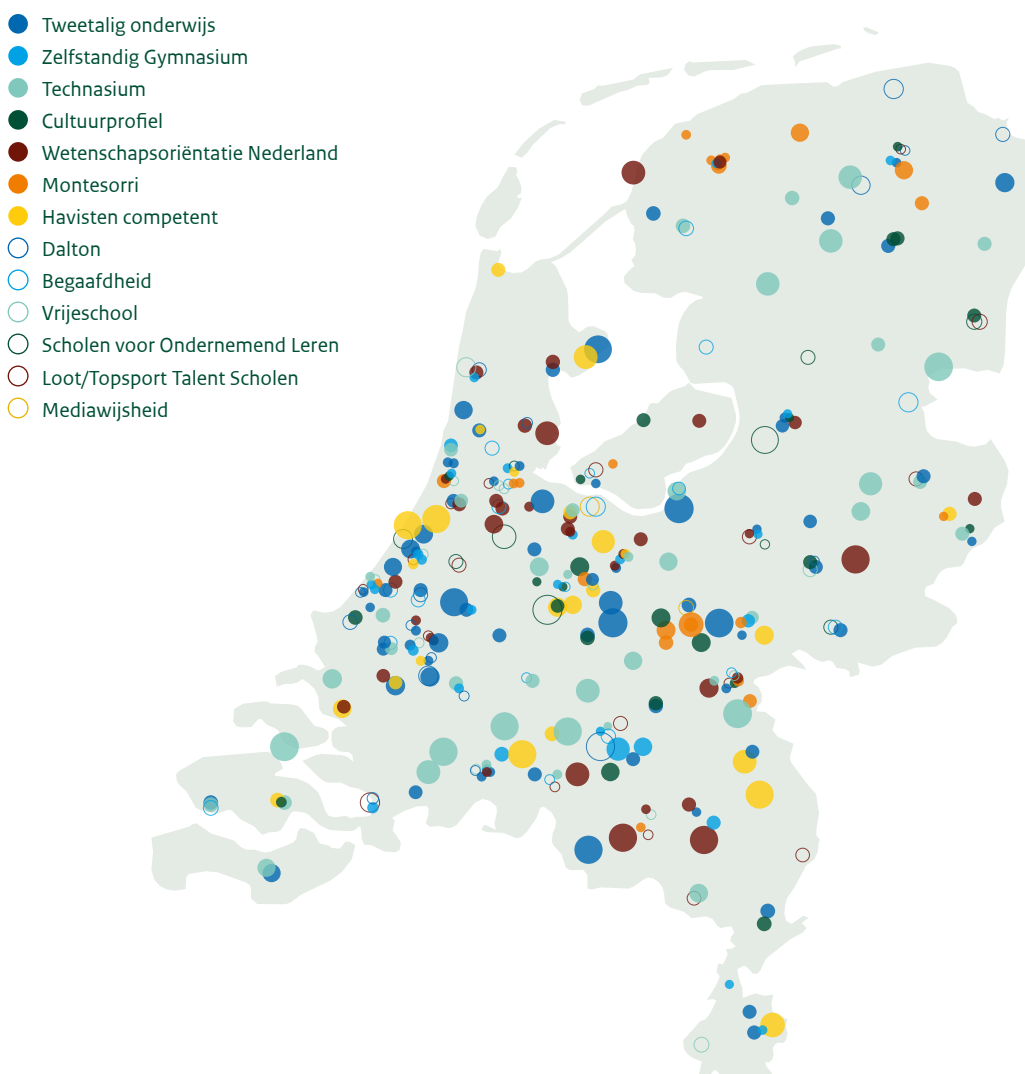 Tweetalig onderwijs
Zelfstandig Gymnasium
Technasium
Cultuurprofiel
Wetenschapsoriëntatie Nederland
Montesorri
Havisten competent
Dalton
Begaafdheid
Vrijeschool
Scholen voor Ondernemend Leren
Loot/Topsport Talent Scholen
Mediawijsheid